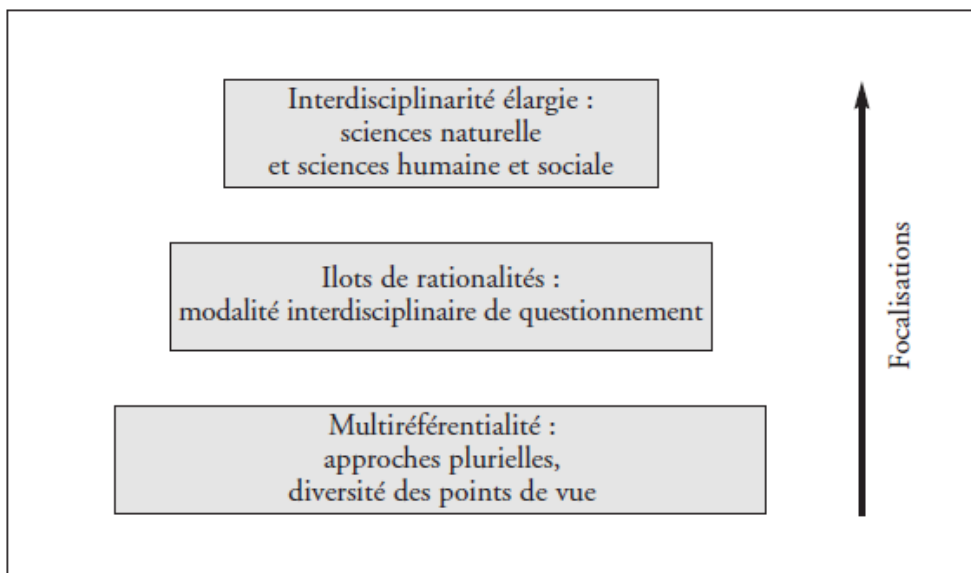 Interdisciplinarité élargie :
sciences naturelle
et sciences humaine et sociale
Ilots de rationalités :
modalité interdisciplinaire de questionnement
Multiréférentialité :
approches plurielles,
diversité des points de vue
Focalisations